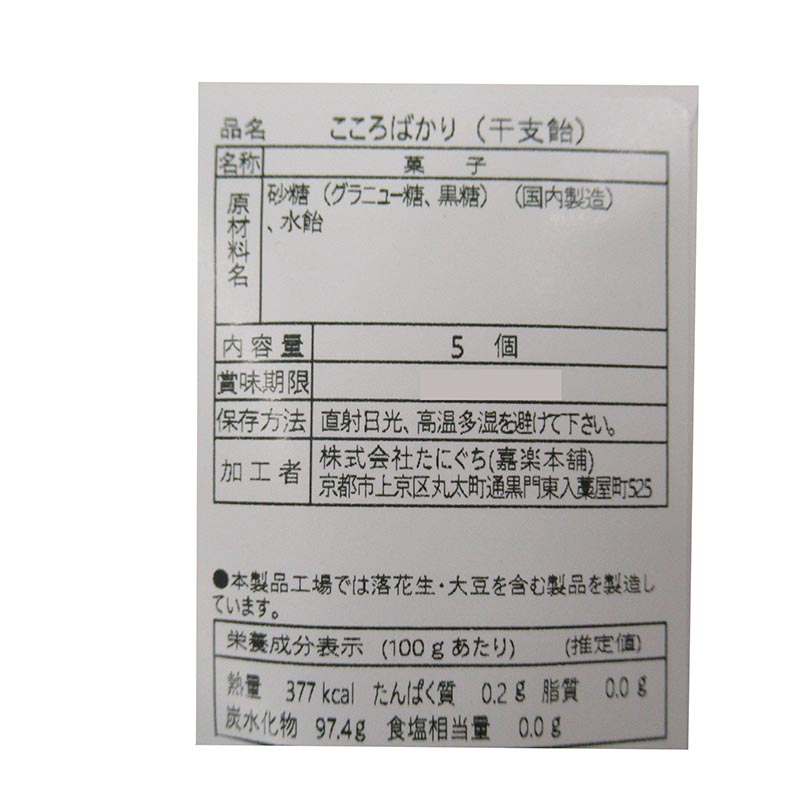 品名　こころばかり（干支飴）
名称　菓　子
原材料名　砂糖（グラニュー糖、黒糖）（国内製造）
、水飴
内容量　5　個
賞味期限
保存方法　直射日光、高温多湿を避けて下さい。
加工者　株式会社たにぐち(嘉楽本舗)
京都市上京区丸太町通黒門東入藁屋町525
●本製品工場では落花生・大豆を含む製品を製造し
ています。
栄養成分表示（100ｇあたり）（推定値）
熱量　377kcal　たんぱく質　0.2ｇ　脂質　0.0ｇ
炭水化物　97.4g　食塩相当量　0.0ｇ